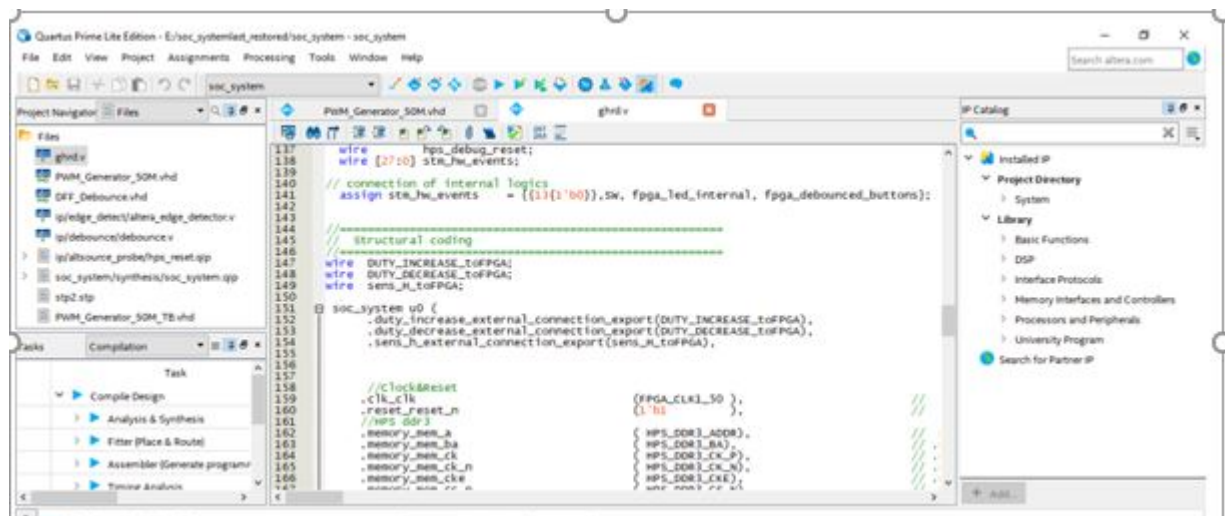 Quartus Prime Lite Edition - E:/soc_systemlast_restored/soc_system - soc_system
File Edit View Project Assignments Processing Tools Window Help
Search altera.com
soc_system
Project Navigator Files
PWM_Generator_50M.vhd
ghrd.v
IP Catalog
Files
ghrd.v
PWM_Generator_50M.vhd
DFF_Debounce.vhd
ip/edge_detect/altera_edge_detector.v
ip/debounce/debounce.v
ip/altsource_probe/hps_reset.qip
soc_system/synthesis/soc_system.qip
stp2.stp
PWM_Generator_50M_TB.vhd
Tasks Compilation
Task
Compile Design
Analysis & Synthesis
Fitter (Place & Route)
Assembler (Generate program
Timing Analysis
137 wire hps_debug_reset;
138 wire [27:0] stm_hw_events;
139
140 // connection of internal logics
141 assign stm_hw_events = {{13{1'b0}},SW, fpga_led_internal, fpga_debounced_buttons};
142
143
144 //=======================================================
145 // Structural coding
146 //=======================================================
147 wire DUTY_INCREASE_toFPGA;
148 wire DUTY_DECREASE_toFPGA;
149 wire sens_H_toFPGA;
150
151 soc_system u0 (
152 .duty_increase_external_connection_export(DUTY_INCREASE_toFPGA),
153 .duty_decrease_external_connection_export(DUTY_DECREASE_toFPGA),
154 .sens_h_external_connection_export(sens_H_toFPGA),
155
156
157
158 //Clock&Reset
159 .clk_clk (FPGA_CLK1_50 ), //
160 .reset_reset_n (1'b1 ), //
161 //HPS ddr3
162 .memory_mem_a ( HPS_DDR3_ADDR), //
163 .memory_mem_ba ( HPS_DDR3_BA), //
164 .memory_mem_ck ( HPS_DDR3_CK_P), //
165 .memory_mem_ck_n ( HPS_DDR3_CK_N), //
166 .memory_mem_cke ( HPS_DDR3_CKE), //
167 .memory_mem_cs_n ( HPS_DDR3_CS_N)
Installed IP
Project Directory
System
Library
Basic Functions
DSP
Interface Protocols
Memory Interfaces and Controllers
Processors and Peripherals
University Program
Search for Partner IP
+ Add...